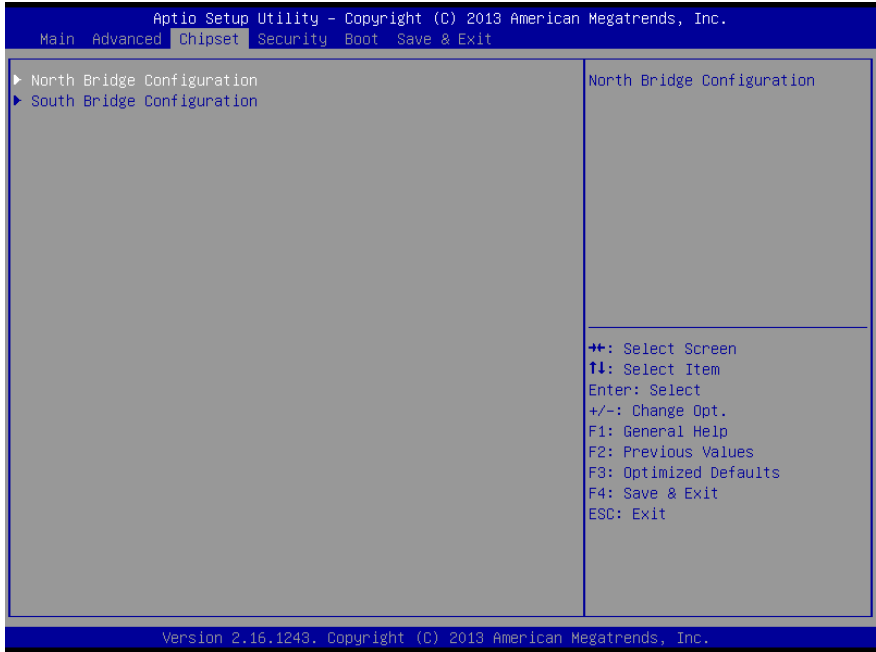 Aptio Setup Utility – Copyright (C) 2013 American Megatrends, Inc.
Main Advanced Chipset Security Boot Save & Exit
North Bridge Configuration
South Bridge Configuration
North Bridge Configuration
→←: Select Screen
↑↓: Select Item
Enter: Select
+/-: Change Opt.
F1: General Help
F2: Previous Values
F3: Optimized Defaults
F4: Save & Exit
ESC: Exit
Version 2.16.1243. Copyright (C) 2013 American Megatrends, Inc.